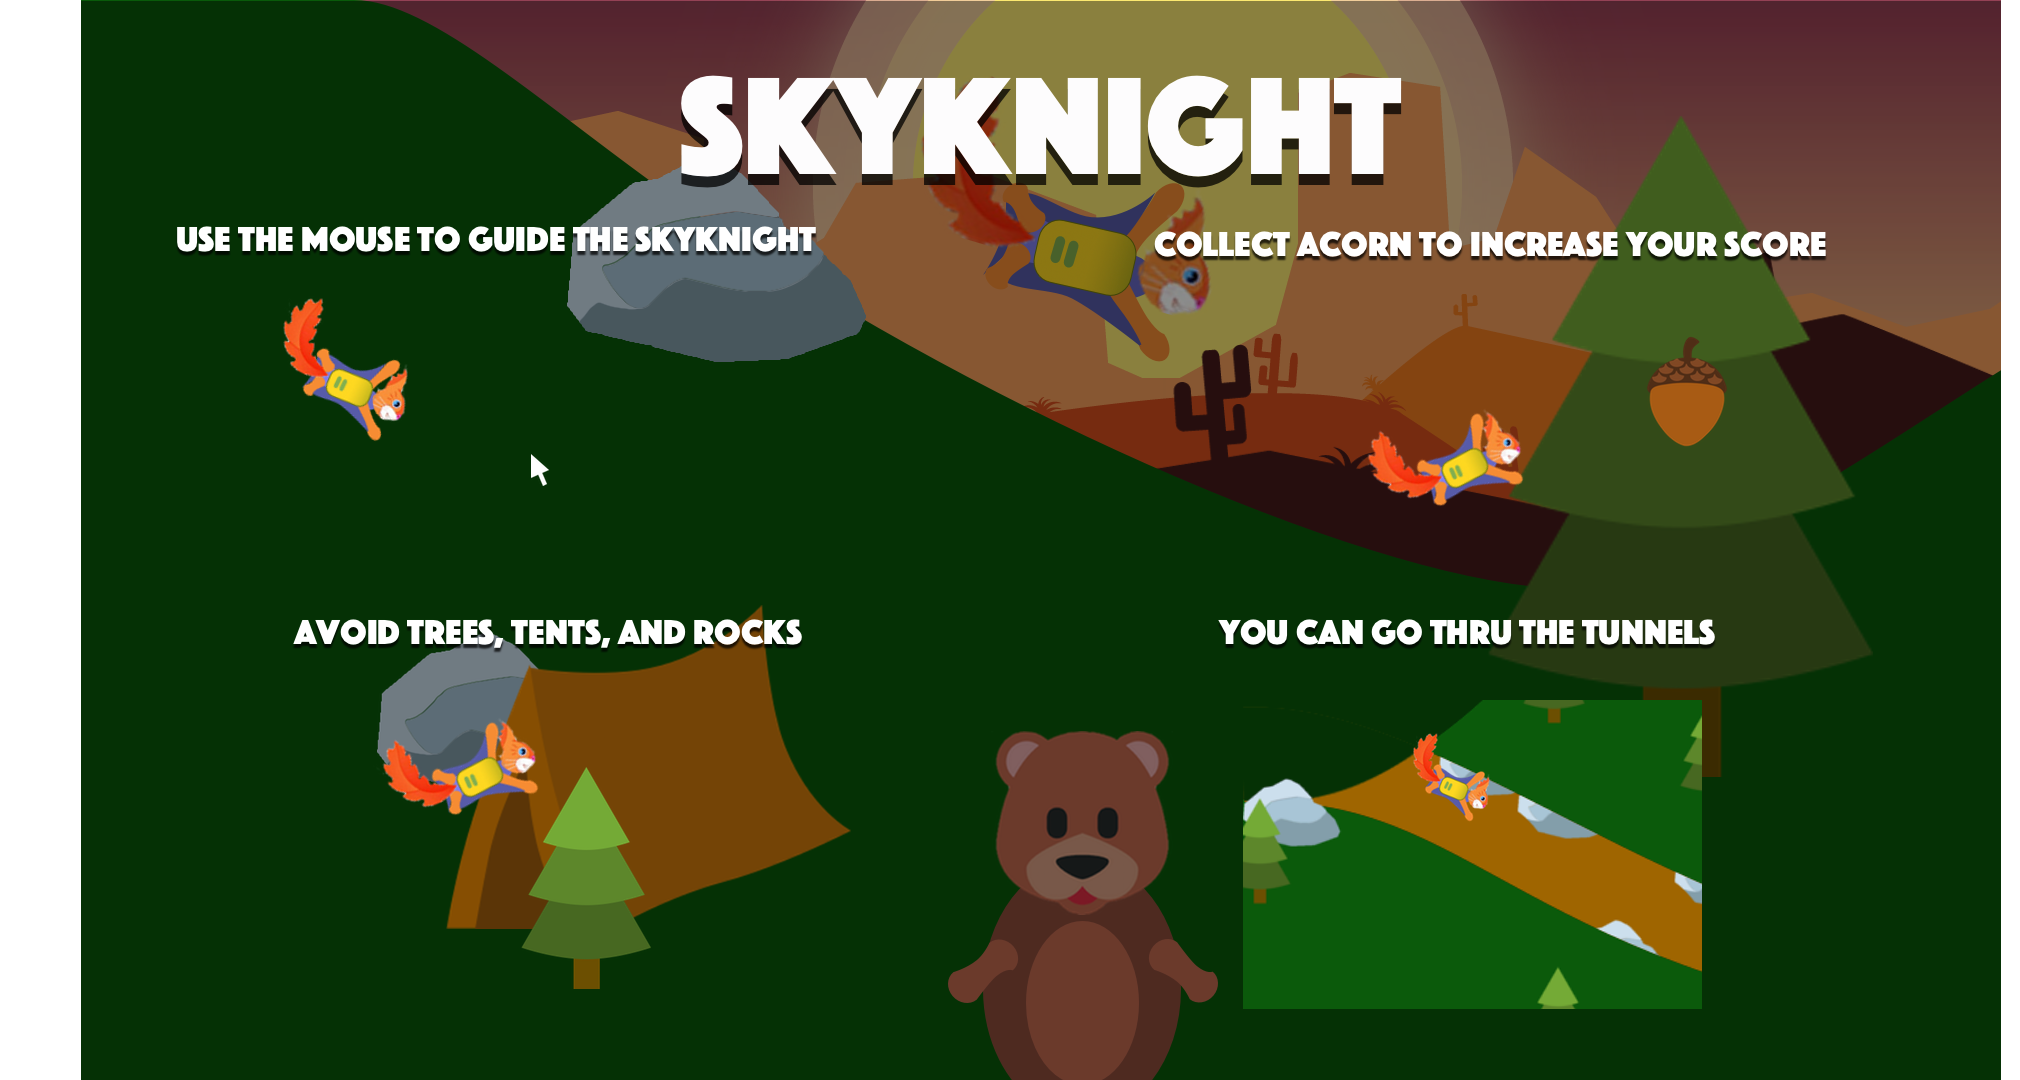 SKYKNIGHT
USE THE MOUSE TO GUIDE THE SKYKNIGHT
COLLECT ACORN TO INCREASE YOUR SCORE
AVOID TREES, TENTS, AND ROCKS
YOU CAN GO THRU THE TUNNELS